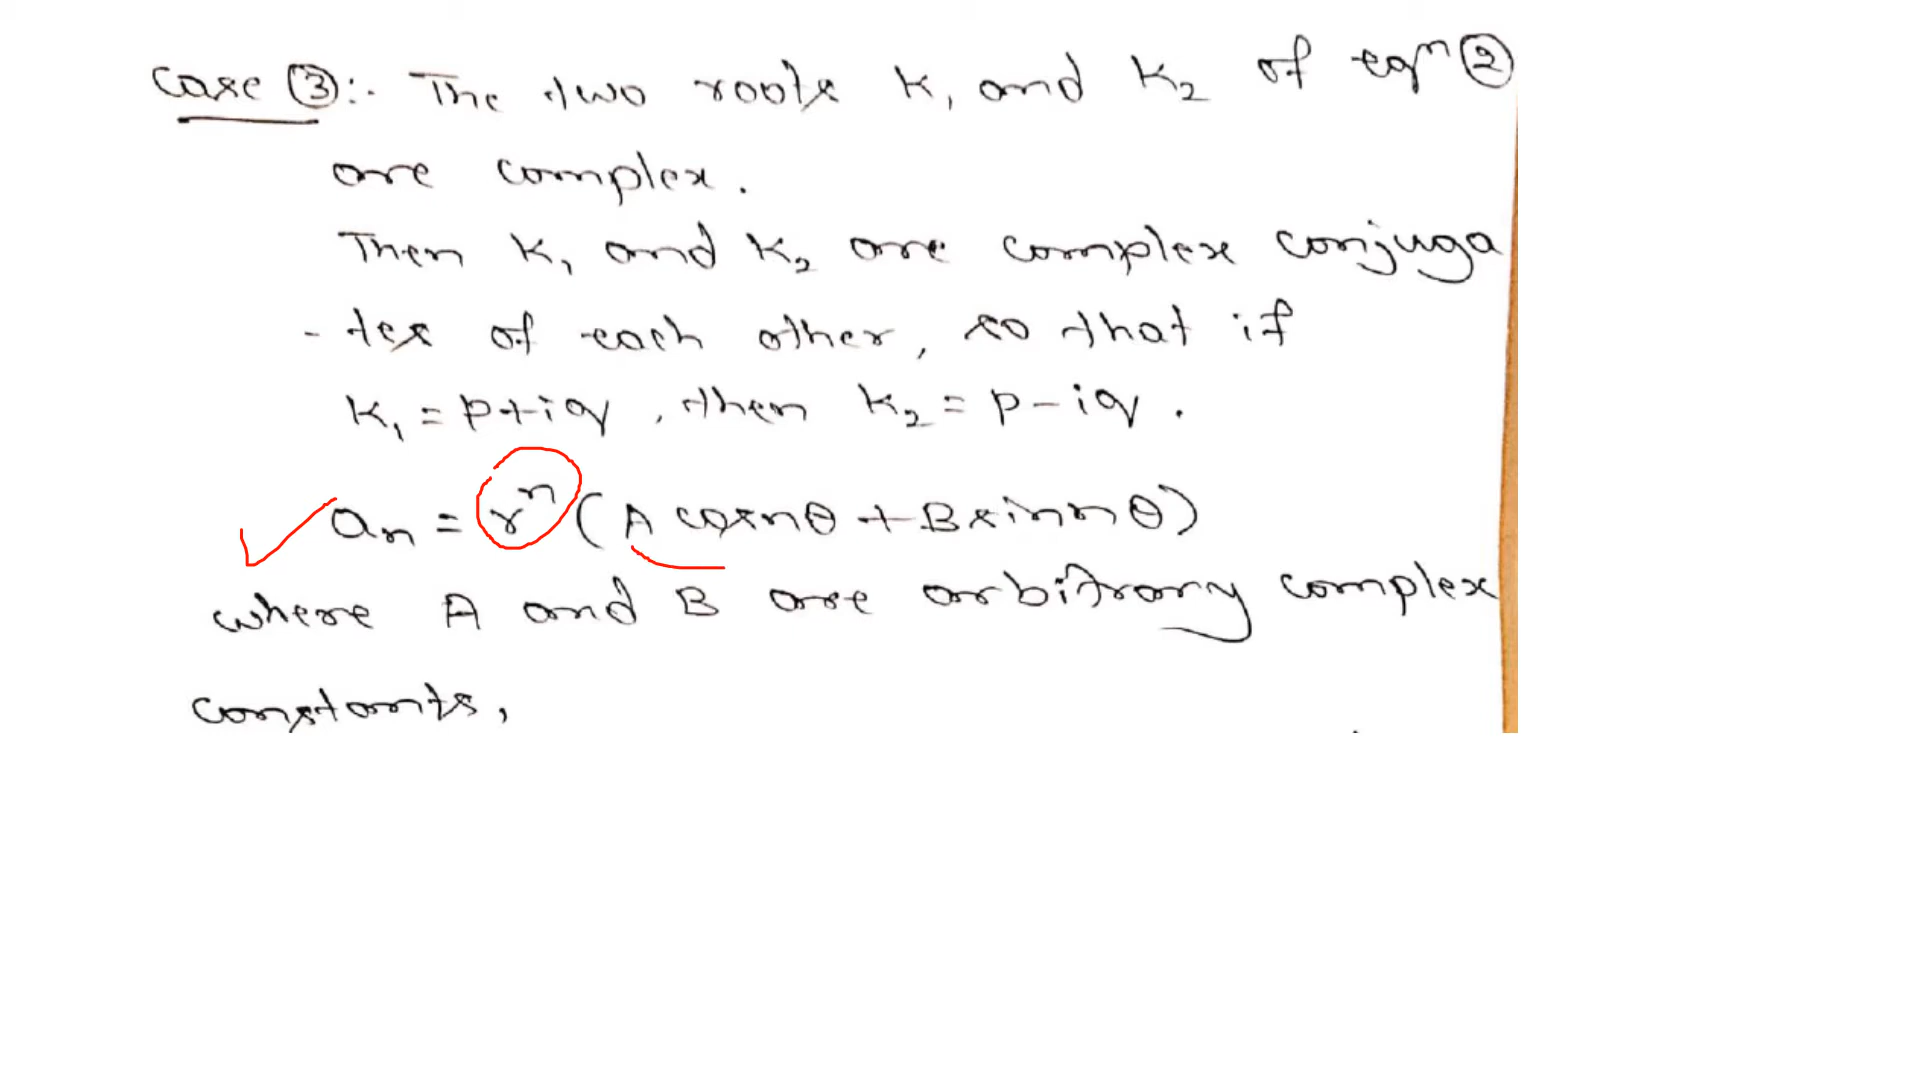 Case ③:- The two roots K₁ and K₂ of eqⁿ ②
are complex.
Then K₁ and K₂ are complex conjuga
-tes of each other, so that if
K₁ = p+iq, then K₂ = p-iq.
aₙ = rⁿ (A cosnθ + B sin nθ)
where A and B are arbitrary complex
constants,